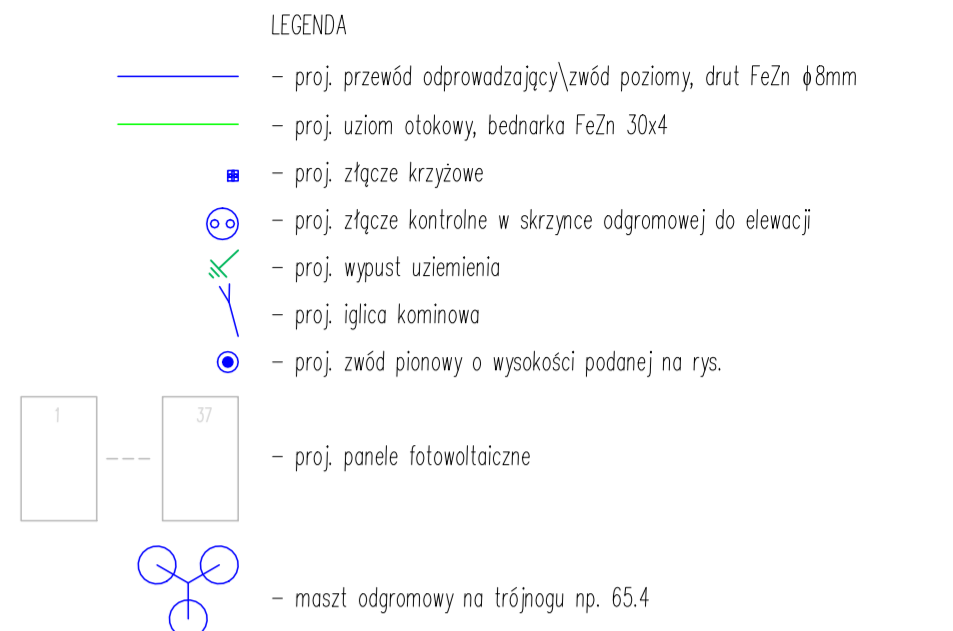 LEGENDA
- proj. przewód odprowadzający\zwód poziomy, drut FeZn ϕ8mm
- proj. uziom otokowy, bednarka FeZn 30x4
- proj. złącze krzyżowe
- proj. złącze kontrolne w skrzynce odgromowej do elewacji
- proj. wypust uziemienia
- proj. iglica kominowa
- proj. zwód pionowy o wysokości podanej na rys.
1 37
- proj. panele fotowoltaiczne
- maszt odgromowy na trójnogu np. 65.4